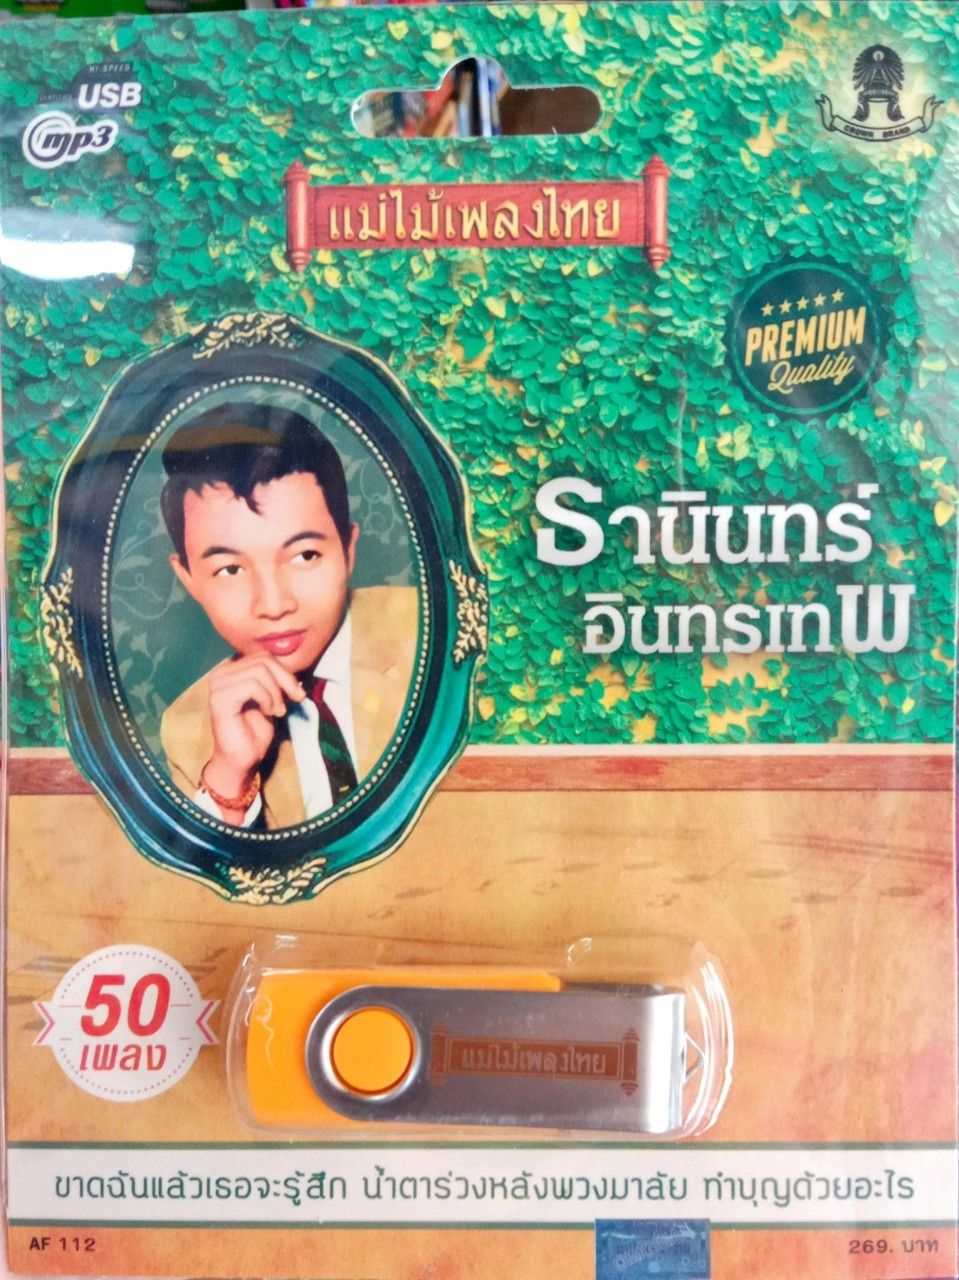 HI-SPEED
USB
mp3
CROWN BRAND
แม่ไม้เพลงไทย
PREMIUM
Quality
ธานินทร์
อินทรเทพ
50
เพลง
แม่ไม้เพลงไทย
ขาดฉันแล้วเธอจะรู้สึก น้ำตาร่วงหลังพวงมาลัย ทำบุญด้วยอะไร
AF 112
269. บาท